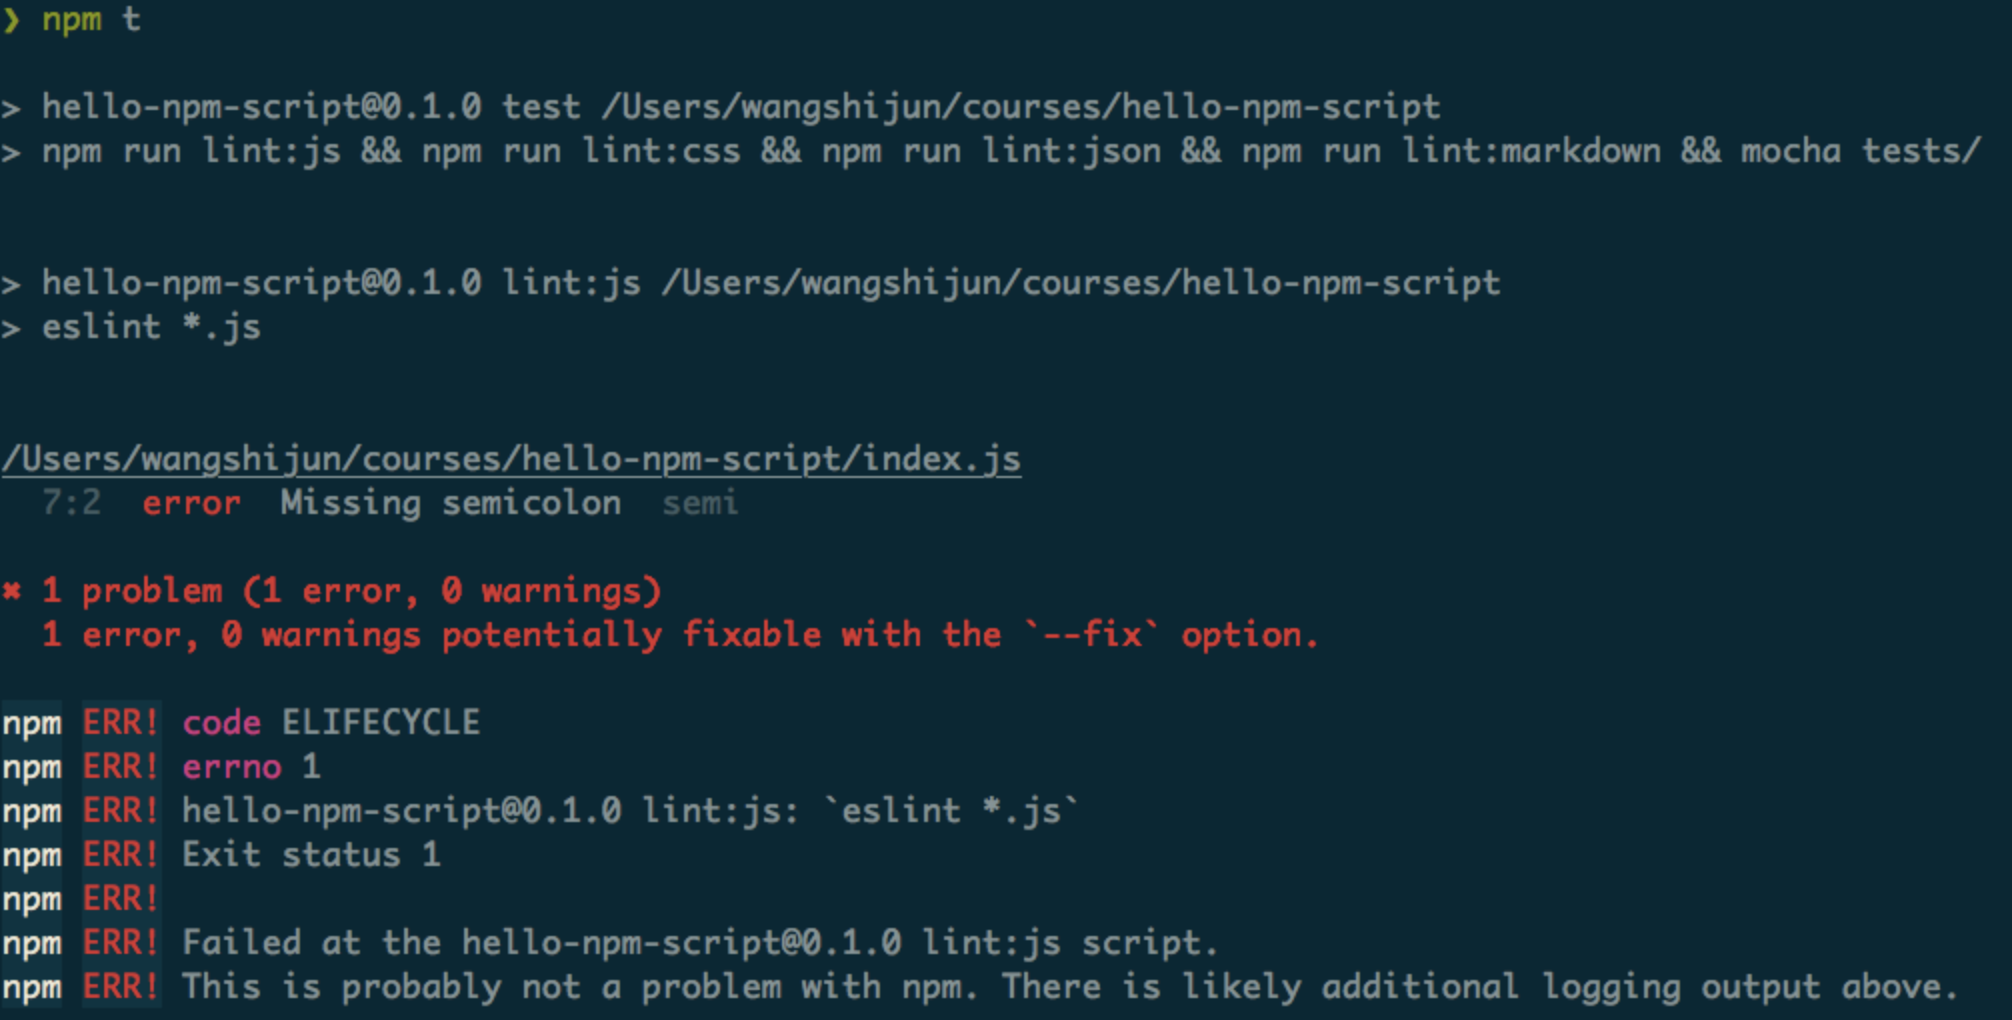 ❯ npm t
> hello-npm-script@0.1.0 test /Users/wangshijun/courses/hello-npm-script
> npm run lint:js && npm run lint:css && npm run lint:json && npm run lint:markdown && mocha tests/
> hello-npm-script@0.1.0 lint:js /Users/wangshijun/courses/hello-npm-script
> eslint *.js
/Users/wangshijun/courses/hello-npm-script/index.js
7:2 error Missing semicolon semi
✖ 1 problem (1 error, 0 warnings)
1 error, 0 warnings potentially fixable with the `--fix` option.
npm ERR! code ELIFECYCLE
npm ERR! errno 1
npm ERR! hello-npm-script@0.1.0 lint:js: `eslint *.js`
npm ERR! Exit status 1
npm ERR!
npm ERR! Failed at the hello-npm-script@0.1.0 lint:js script.
npm ERR! This is probably not a problem with npm. There is likely additional logging output above.